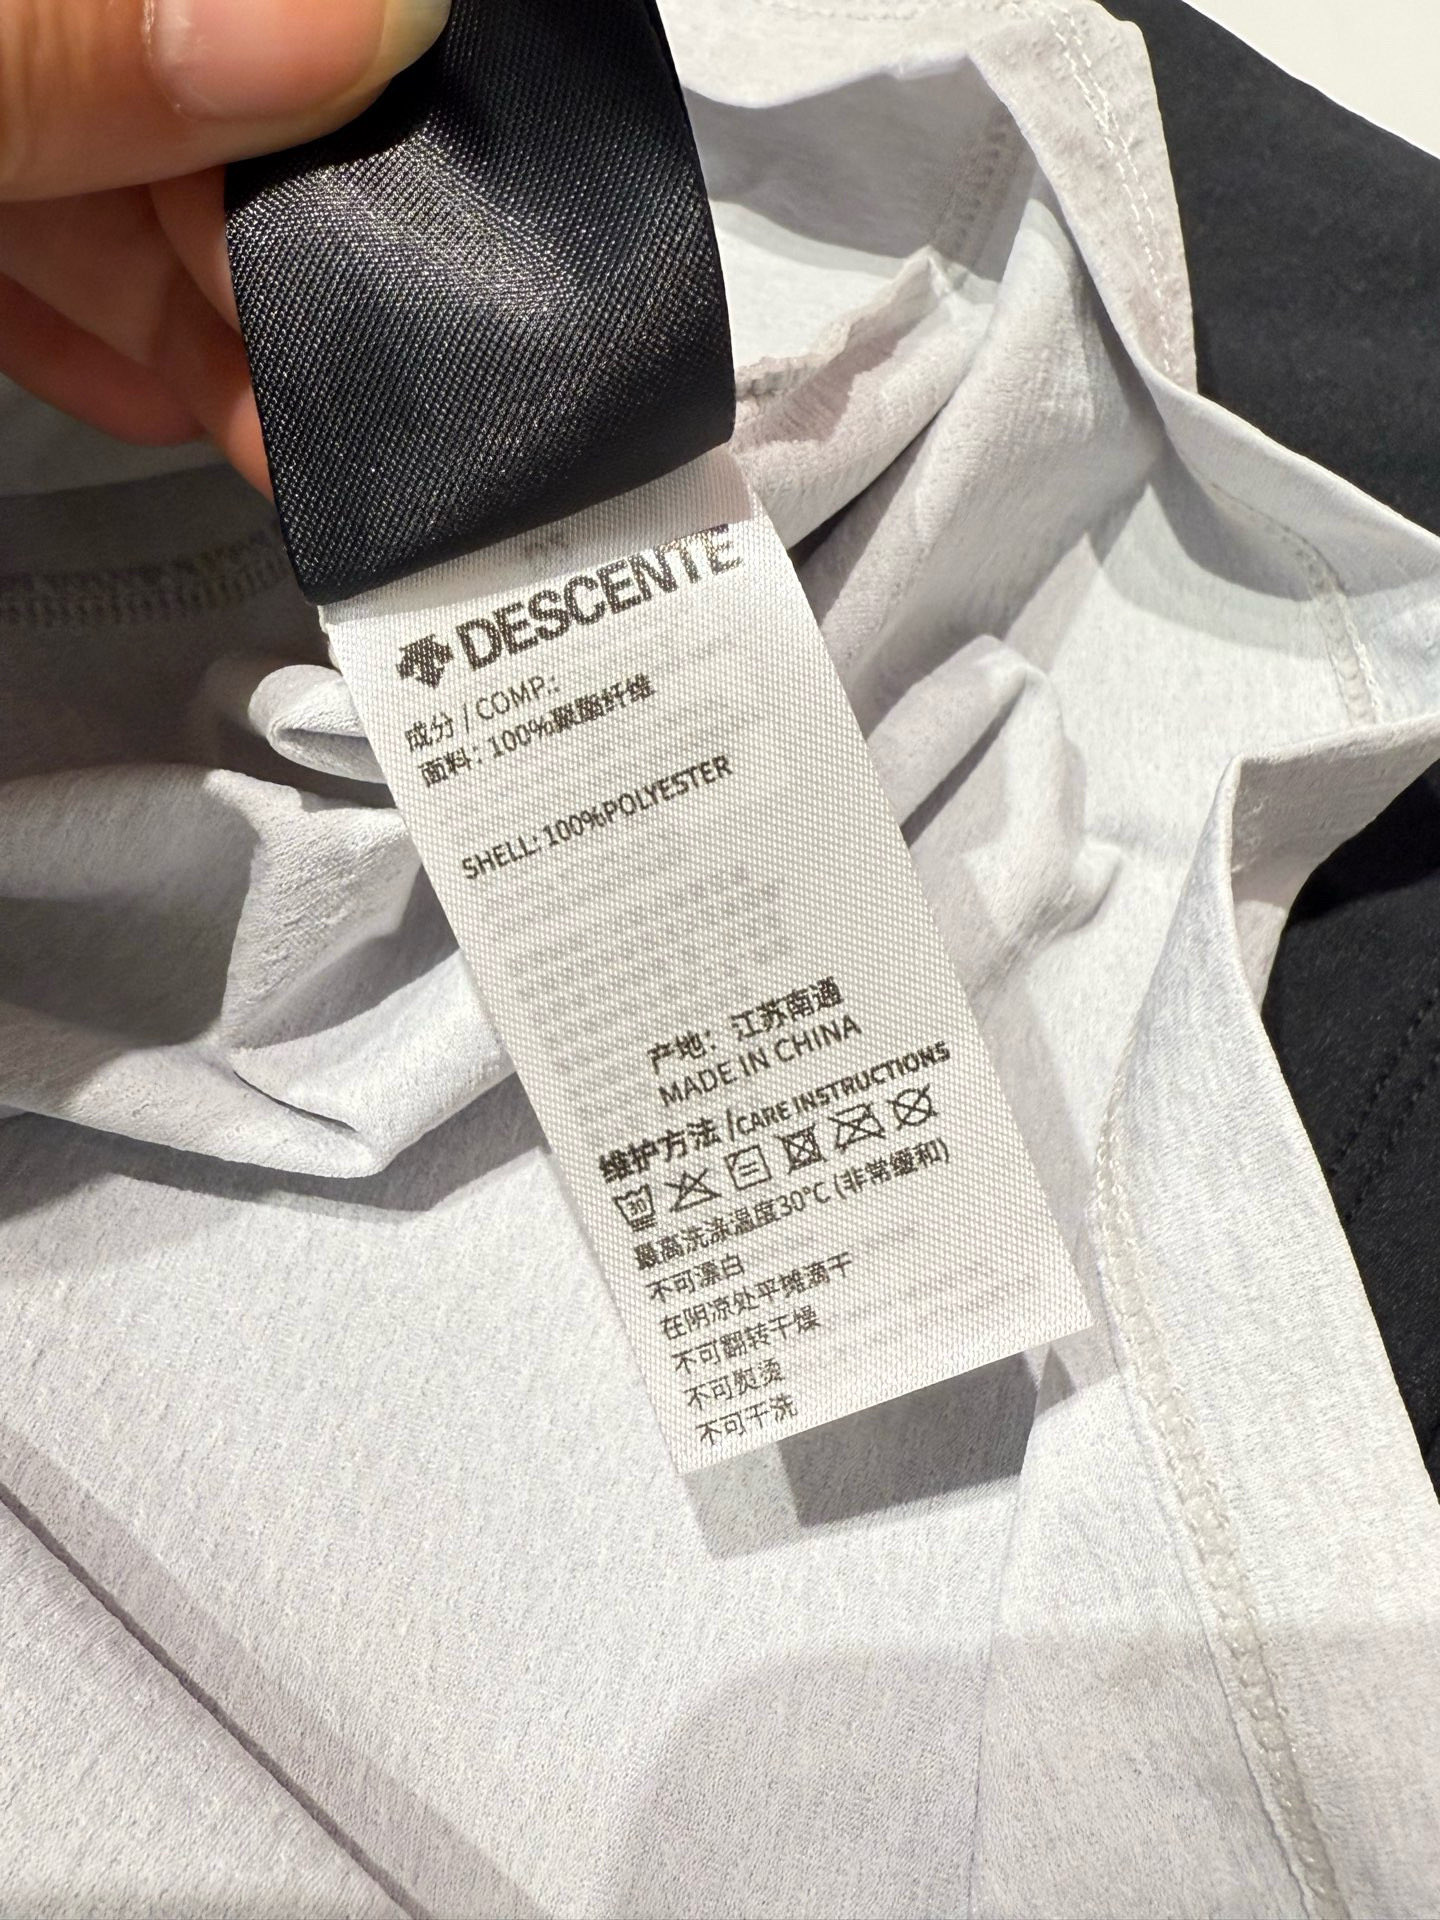 DESCENTE
成分 / COMP.:
面料：100%聚酯纤维
SHELL: 100%POLYESTER
产地：江苏南通
MADE IN CHINA
维护方法 /CARE INSTRUCTIONS
30
最高洗涤温度30℃ (非常缓和)
不可漂白
在阴凉处平摊滴干
不可翻转干燥
不可熨烫
不可干洗